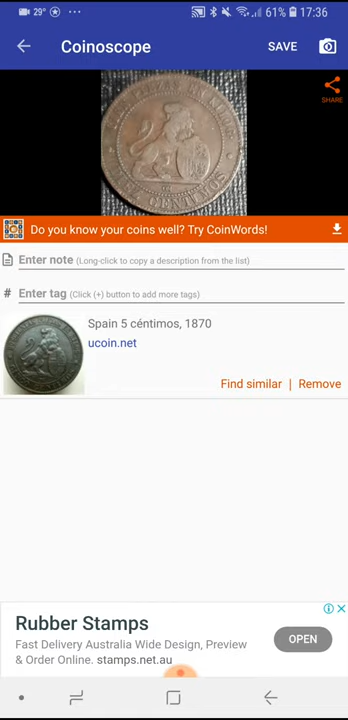 29° 61% 17:36
Coinoscope SAVE
SHARE
DIEZ CENTIMOS
Do you know your coins well? Try CoinWords!
Enter note (Long-click to copy a description from the list)
# Enter tag (Click (+) button to add more tags)
Spain 5 céntimos, 1870
ucoin.net
Find similar | Remove
Rubber Stamps
Fast Delivery Australia Wide Design, Preview
& Order Online. stamps.net.au
OPEN